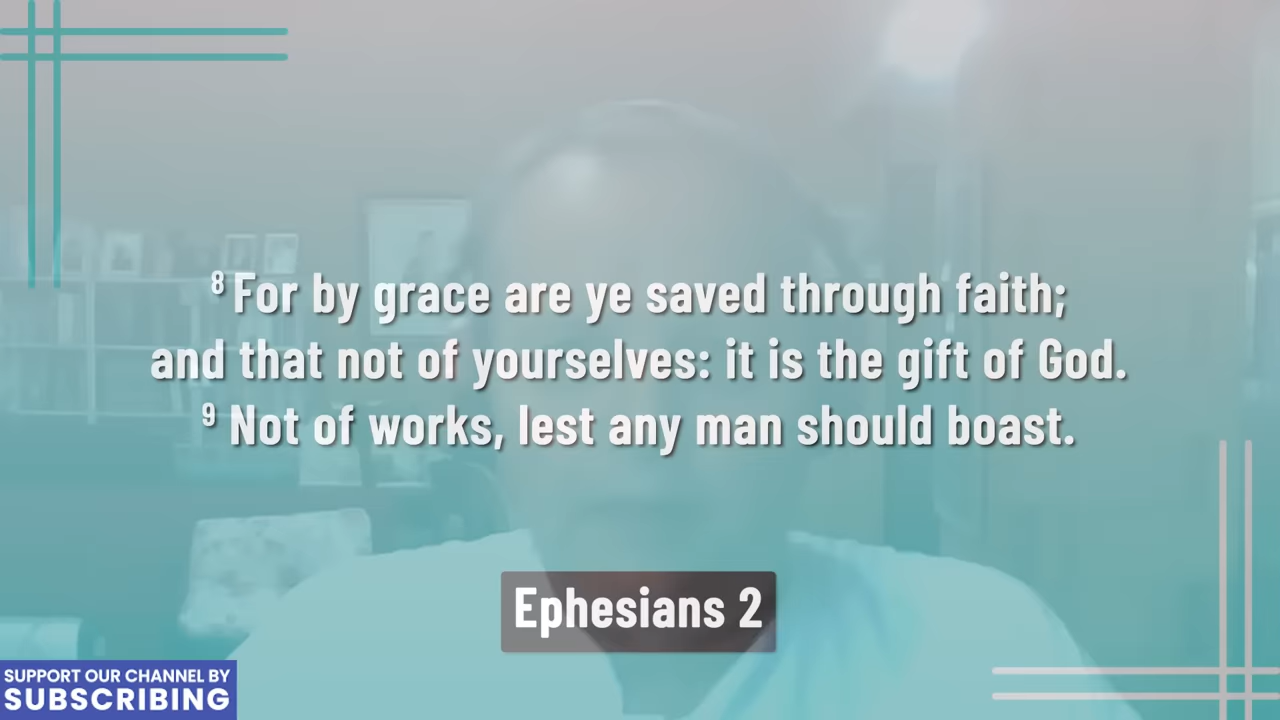 ⁸ For by grace are ye saved through faith;
and that not of yourselves: it is the gift of God.
⁹ Not of works, lest any man should boast.
Ephesians 2
SUPPORT OUR CHANNEL BY
SUBSCRIBING